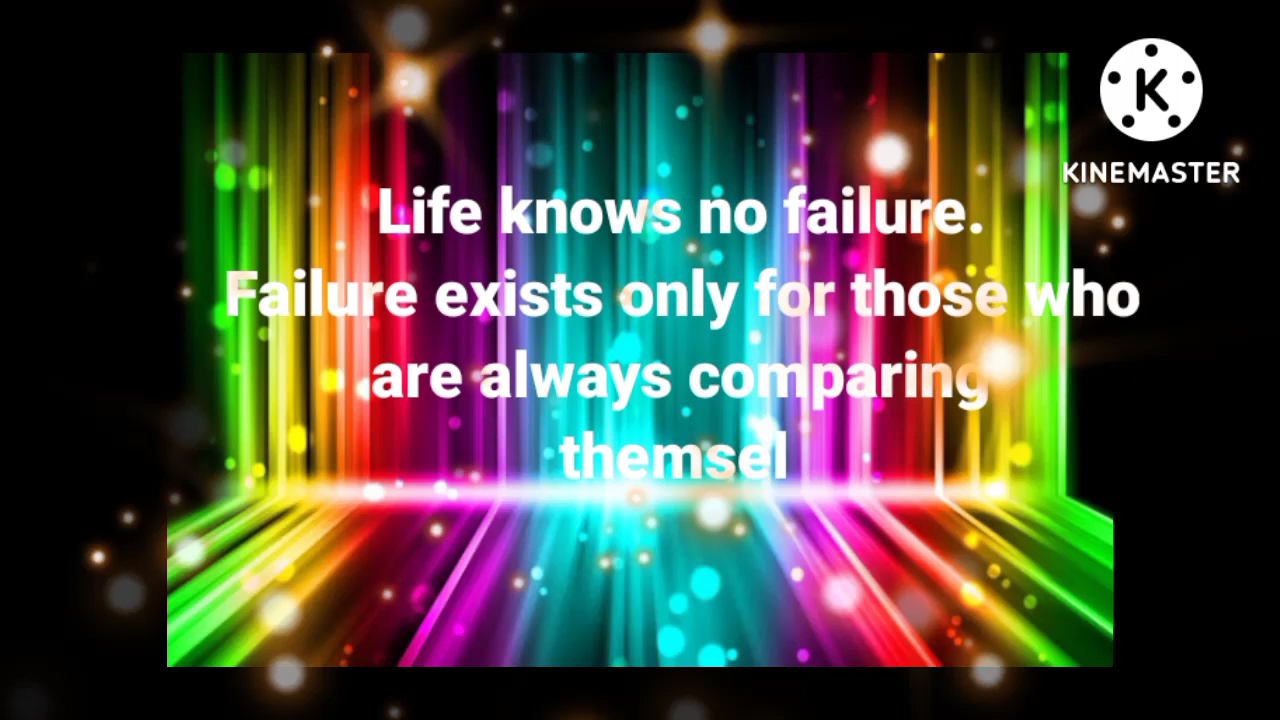 K
KINEMASTER
Life knows no failure.
Failure exists only for those who
are always comparing
themsel